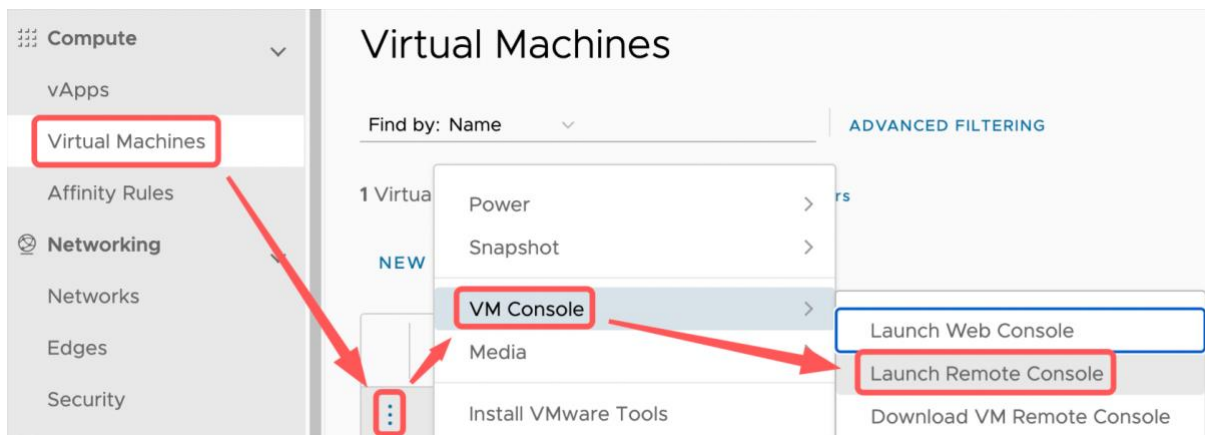 Compute
vApps
Virtual Machines
Affinity Rules
Networking
Networks
Edges
Security
Virtual Machines
Find by: Name
ADVANCED FILTERING
1 Virtua
rs
NEW
Power
Snapshot
VM Console
Media
Install VMware Tools
Launch Web Console
Launch Remote Console
Download VM Remote Console